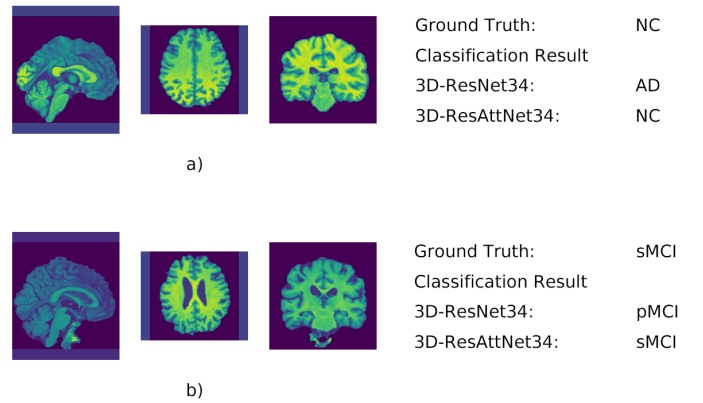 Ground Truth: NC
Classification Result
3D-ResNet34: AD
3D-ResAttNet34: NC
a)
Ground Truth: sMCI
Classification Result
3D-ResNet34: pMCI
3D-ResAttNet34: sMCI
b)